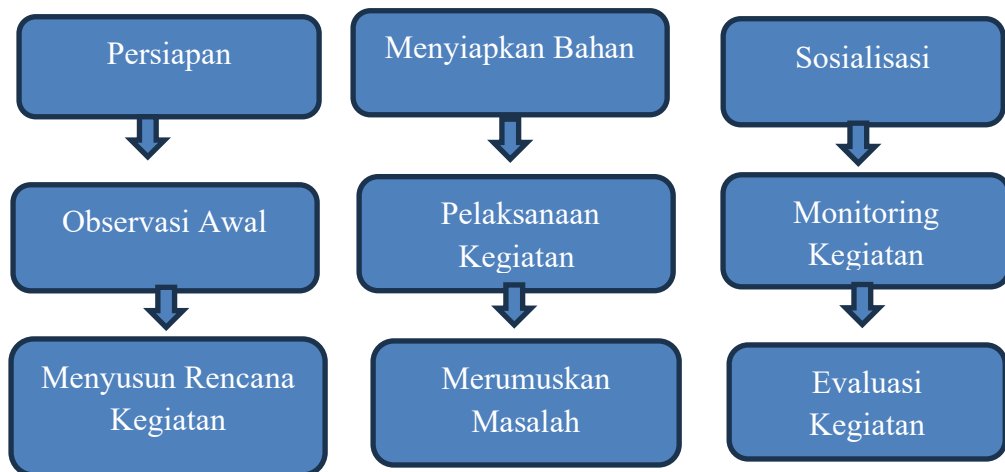 Persiapan
Observasi Awal
Menyusun Rencana
Kegiatan
Menyiapkan Bahan
Pelaksanaan
Kegiatan
Merumuskan
Masalah
Sosialisasi
Monitoring
Kegiatan
Evaluasi
Kegiatan